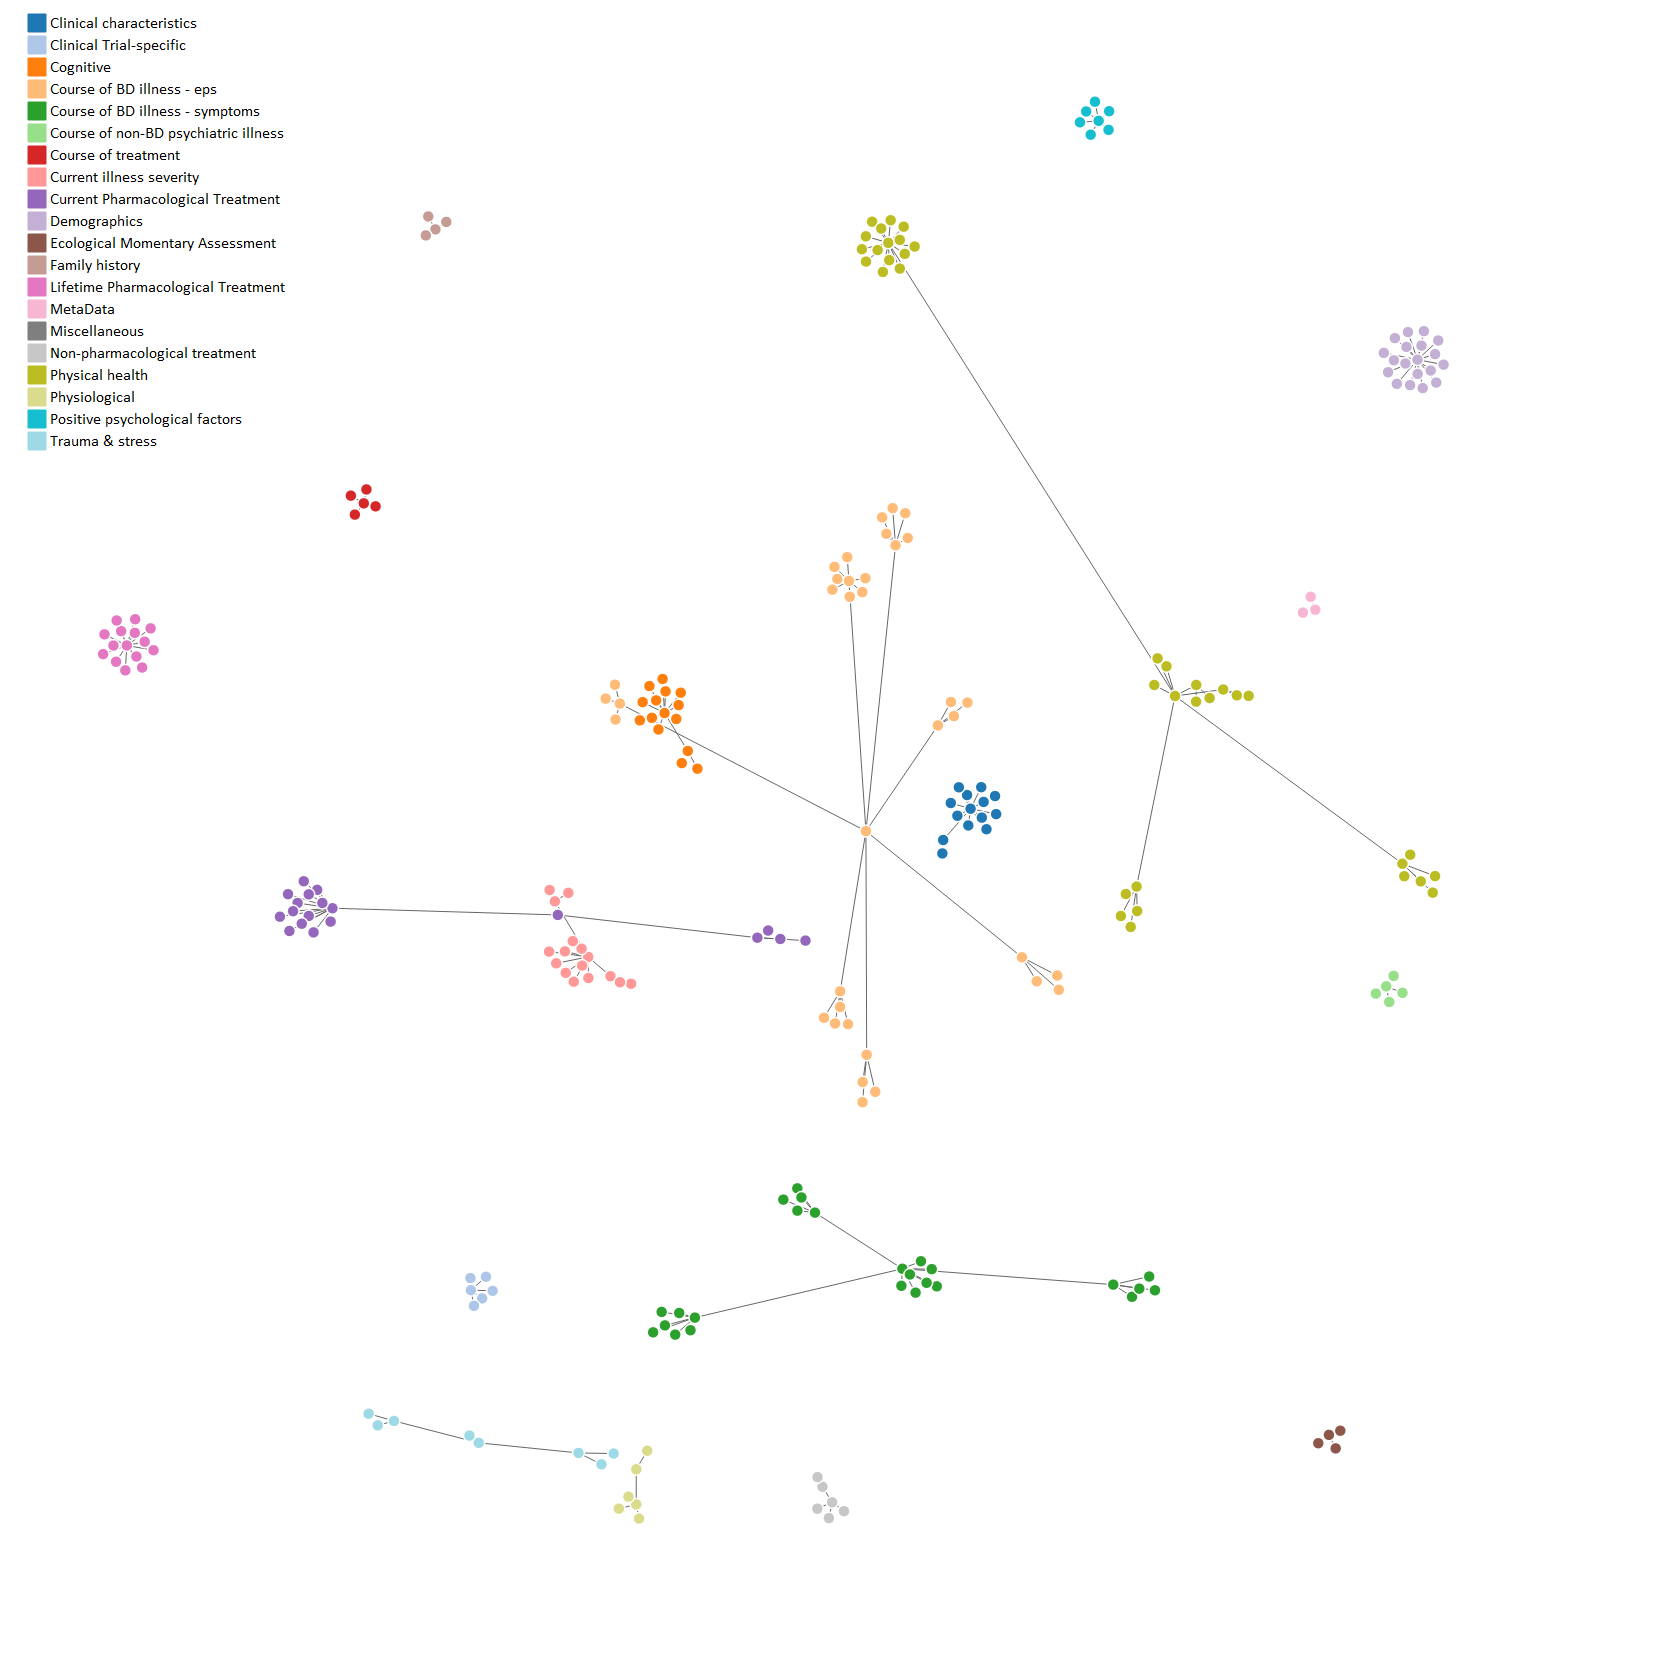 Clinical characteristics
Clinical Trial-specific
Cognitive
Course of BD illness - eps
Course of BD illness - symptoms
Course of non-BD psychiatric illness
Course of treatment
Current illness severity
Current Pharmacological Treatment
Demographics
Ecological Momentary Assessment
Family history
Lifetime Pharmacological Treatment
MetaData
Miscellaneous
Non-pharmacological treatment
Physical health
Physiological
Positive psychological factors
Trauma & stress